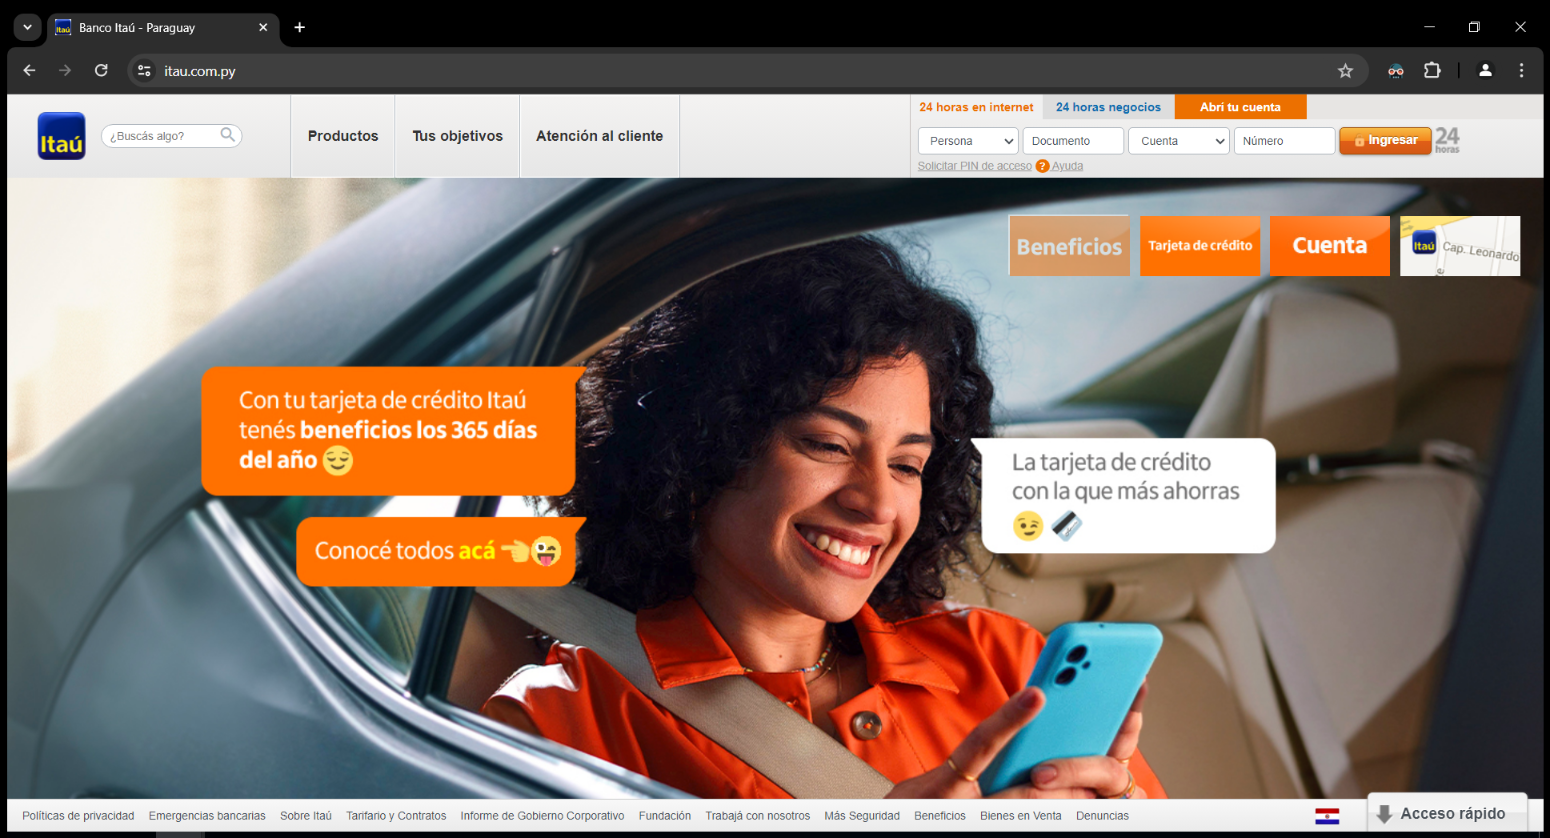 Itaú
Banco Itaú - Paraguay
itau.com.py
Itaú
¿Buscás algo?
Productos
Tus objetivos
Atención al cliente
24 horas en internet
24 horas negocios
Abrí tu cuenta
Persona
Documento
Cuenta
Número
Ingresar
24
horas
Solicitar PIN de acceso
? Ayuda
Beneficios
Tarjeta de crédito
Cuenta
Itaú
Cap. Leonardo
Con tu tarjeta de crédito Itaú
tenés beneficios los 365 días
del año 😌
Conocé todos acá 👈😜
La tarjeta de crédito
con la que más ahorras
😉 💳
Políticas de privacidad
Emergencias bancarias
Sobre Itaú
Tarifario y Contratos
Informe de Gobierno Corporativo
Fundación
Trabajá con nosotros
Más Seguridad
Beneficios
Bienes en Venta
Denuncias
Acceso rápido